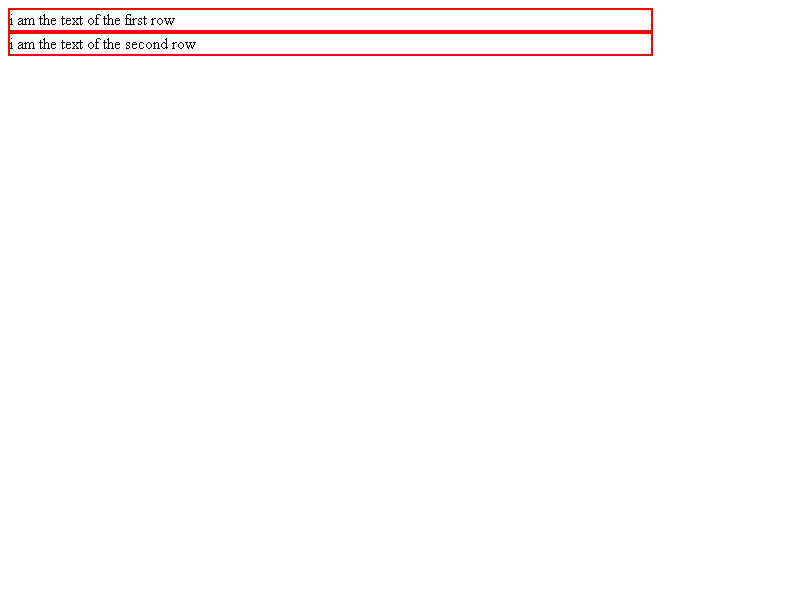 i am the text of the first row
i am the text of the second row